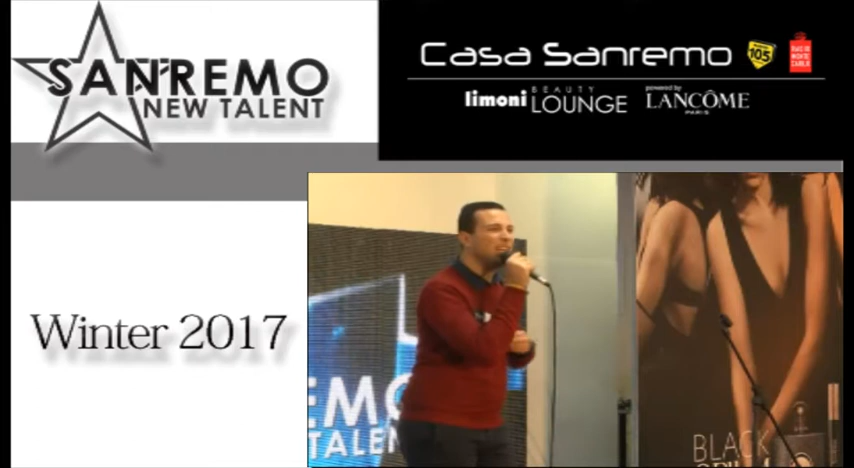 SANREMO
NEW TALENT
Casa Sanremo
105
limoni BEAUTY LOUNGE
powered by LANCÔME
PARIS
Winter 2017
EMO
TALEN
BLACK